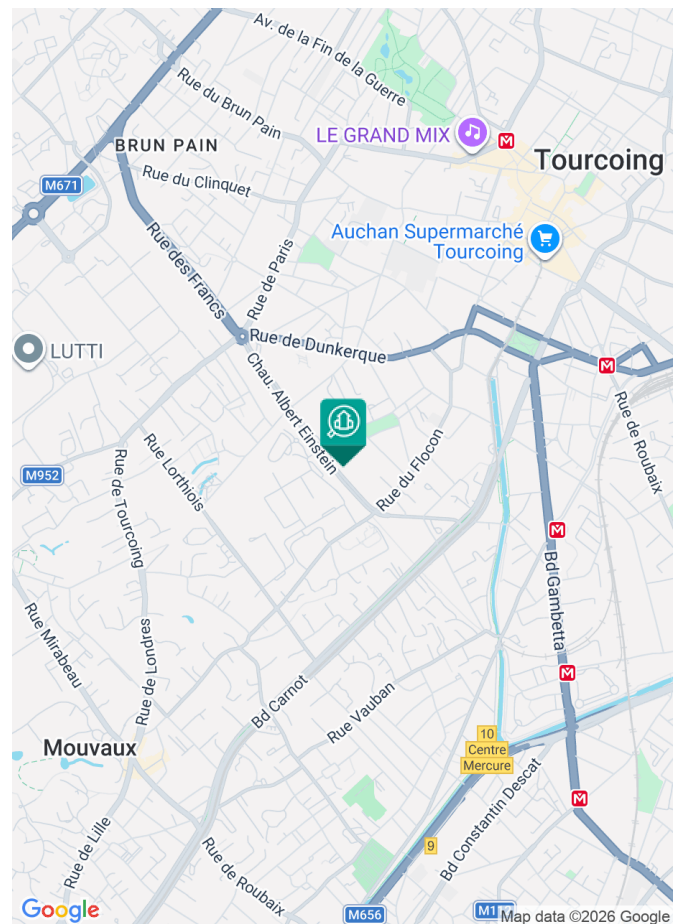 Av. de la Fin de la Guerre
Rue du Brun Pain
LE GRAND MIX
M
BRUN PAIN
Tourcoing
Rue du Clinquet
M671
Auchan Supermarché
Tourcoing
Rue des Francs
Rue de Paris
Rue de Dunkerque
LUTTI
M
Chau. Albert Einstein
Rue de Roubaix
Rue du Flocon
Rue Lorthiois
M952
Rue de Tourcoing
M
Bd Gambetta
Rue Mirabeau
Rue de Londres
M
Bd Carnot
Rue Vauban
Mouvaux
10
Centre
Mercure
Bd Constantin Descat
M
Rue de Lille
9
Rue de Roubaix
Google
M656
Map data ©2026 Google